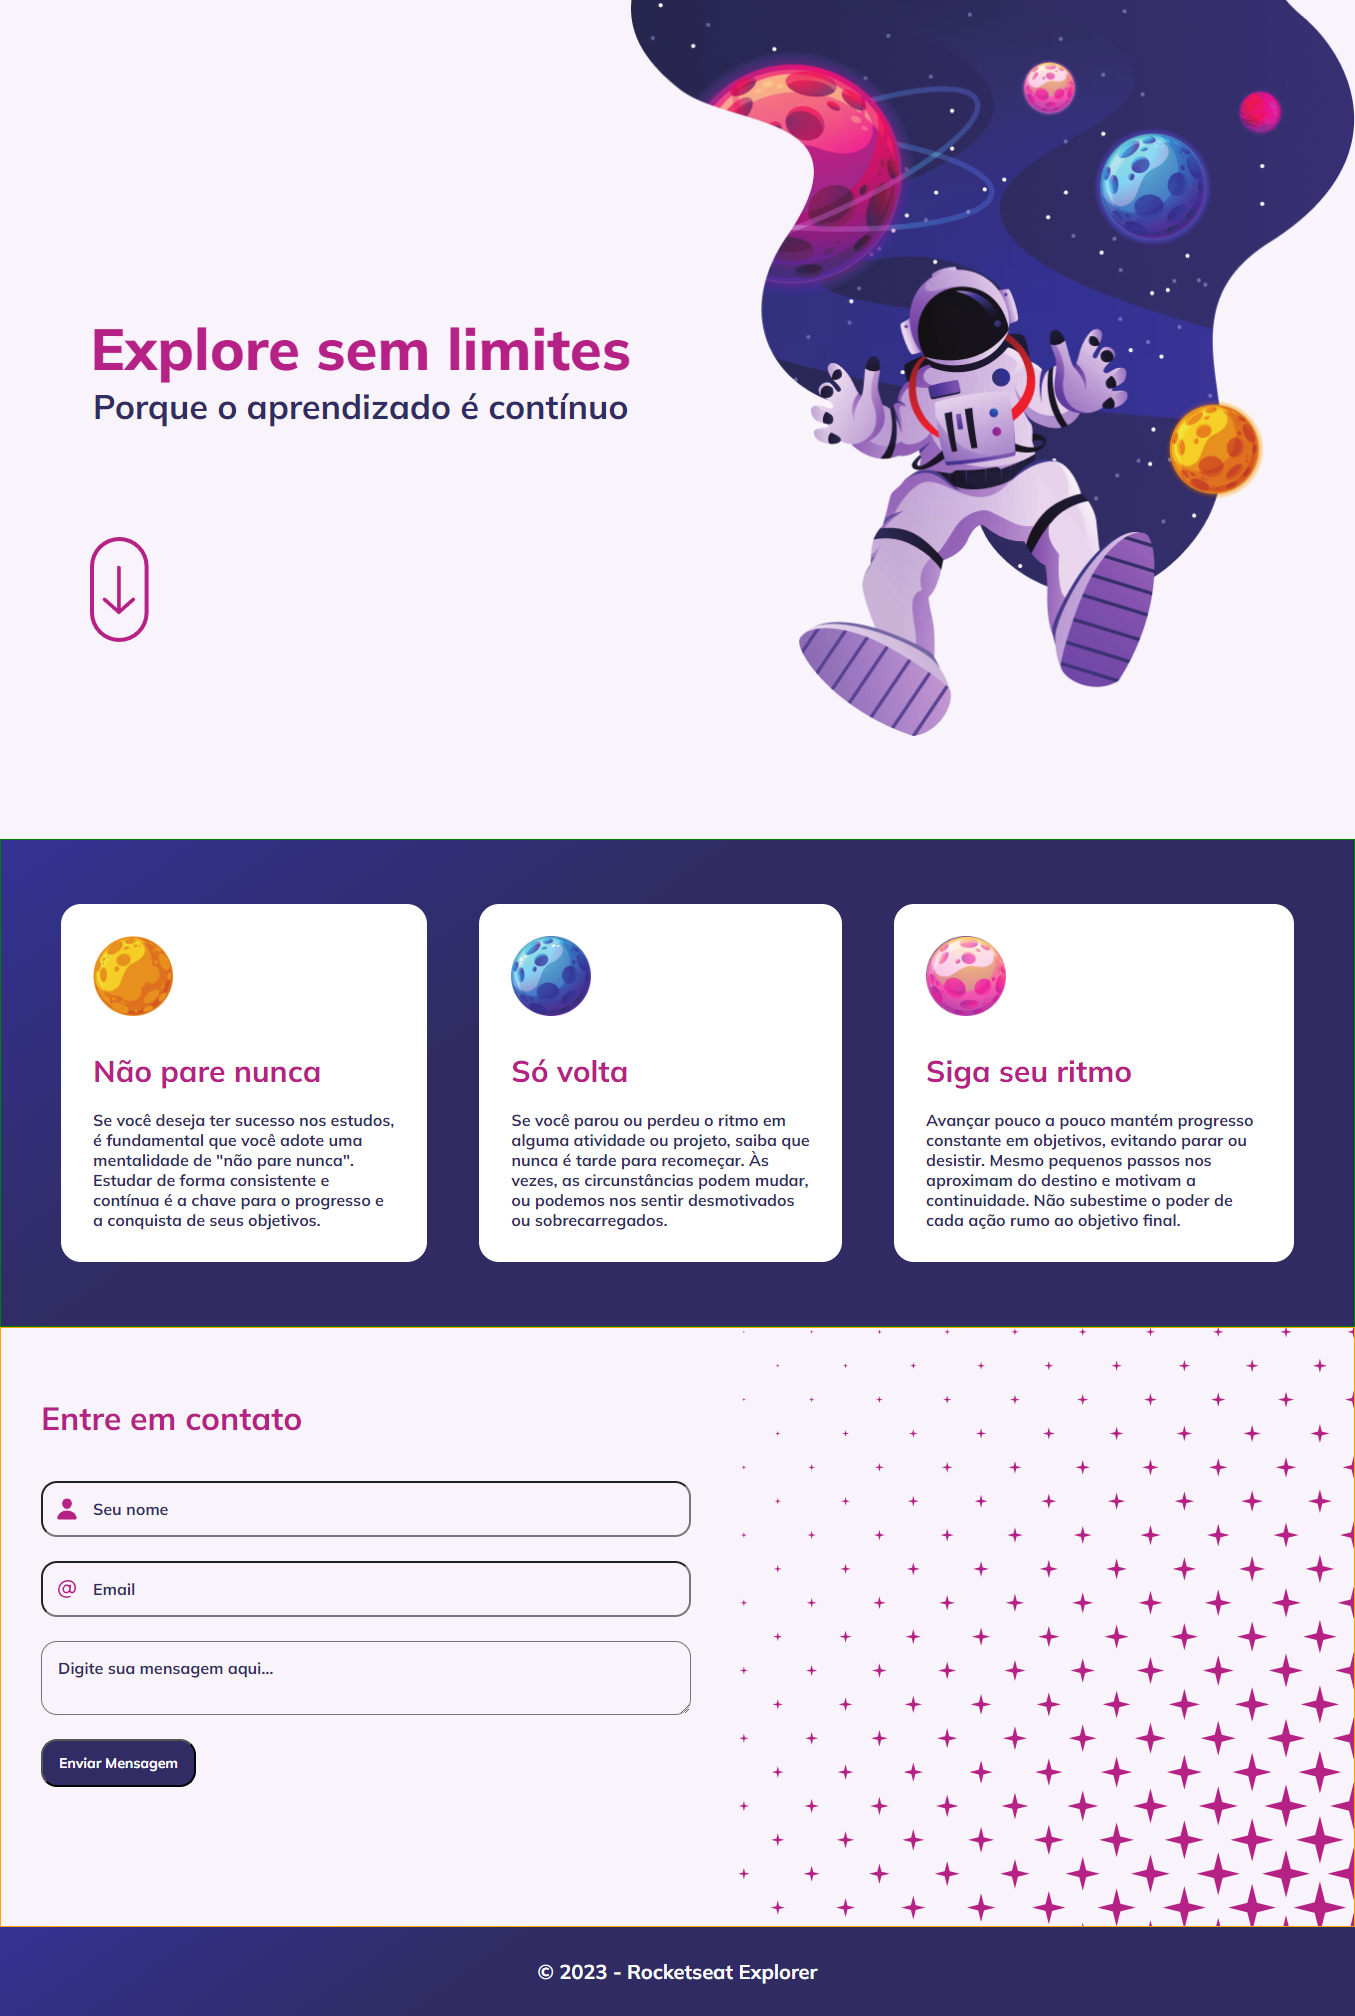 Explore sem limites
Porque o aprendizado é contínuo
Não pare nunca
Se você deseja ter sucesso nos estudos,
é fundamental que você adote uma
mentalidade de "não pare nunca".
Estudar de forma consistente e
contínua é a chave para o progresso e
a conquista de seus objetivos.
Só volta
Se você parou ou perdeu o ritmo em
alguma atividade ou projeto, saiba que
nunca é tarde para recomeçar. Às
vezes, as circunstâncias podem mudar,
ou podemos nos sentir desmotivados
ou sobrecarregados.
Siga seu ritmo
Avançar pouco a pouco mantém progresso
constante em objetivos, evitando parar ou
desistir. Mesmo pequenos passos nos
aproximam do destino e motivam a
continuidade. Não subestime o poder de
cada ação rumo ao objetivo final.
Entre em contato
Seu nome
@ Email
Digite sua mensagem aqui...
Enviar Mensagem
© 2023 - Rocketseat Explorer